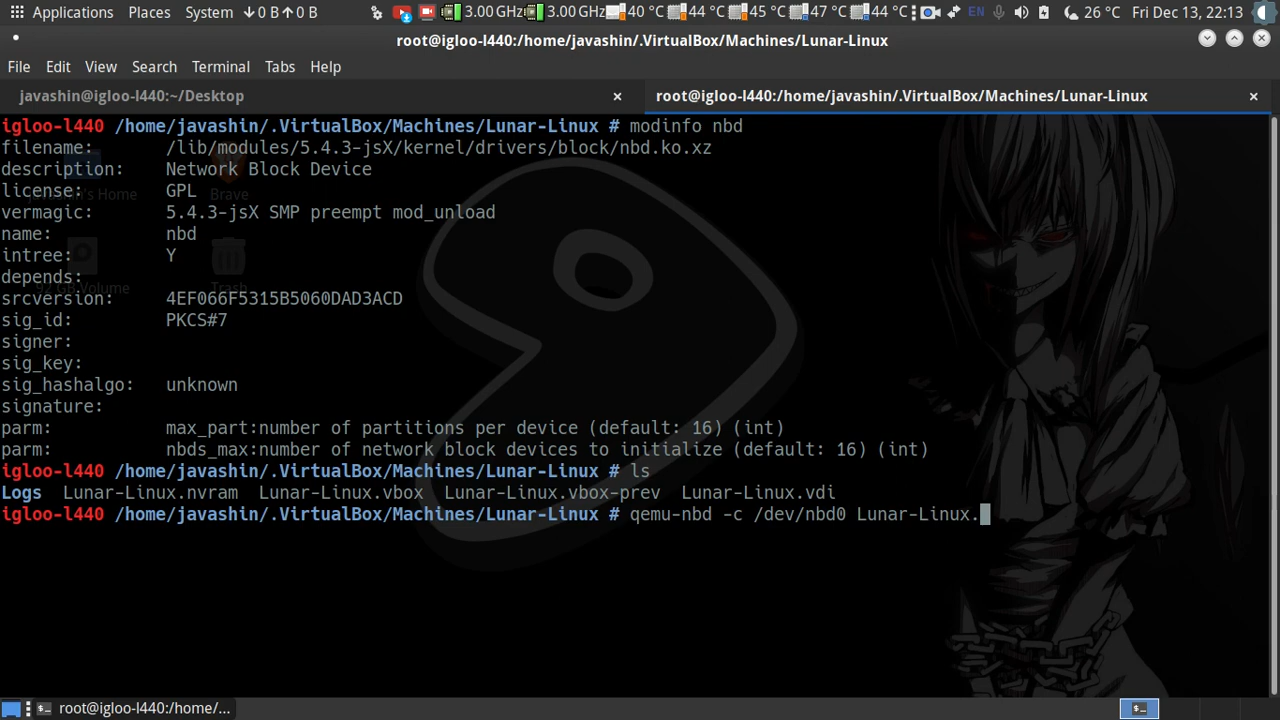 Applications Places System 0 B 0 B 3.00 GHz 3.00 GHz 40 °C 44 °C 45 °C 47 °C 44 °C EN 26 °C Fri Dec 13, 22:13
root@igloo-l440:/home/javashin/.VirtualBox/Machines/Lunar-Linux
File Edit View Search Terminal Tabs Help
javashin@igloo-l440:~/Desktop root@igloo-l440:/home/javashin/.VirtualBox/Machines/Lunar-Linux
igloo-l440 /home/javashin/.VirtualBox/Machines/Lunar-Linux # modinfo nbd
filename: /lib/modules/5.4.3-jsX/kernel/drivers/block/nbd.ko.xz
description: Network Block Device
license: GPL
javashin's Home Brave
vermagic: 5.4.3-jsX SMP preempt mod_unload
name: nbd
intree: Y
depends:
92 GB Volume Trash
srcversion: 4EF066F5315B5060DAD3ACD
sig_id: PKCS#7
signer:
sig_key:
sig_hashalgo: unknown
signature:
parm: max_part:number of partitions per device (default: 16) (int)
parm: nbds_max:number of network block devices to initialize (default: 16) (int)
igloo-l440 /home/javashin/.VirtualBox/Machines/Lunar-Linux # ls
Logs Lunar-Linux.nvram Lunar-Linux.vbox Lunar-Linux.vbox-prev Lunar-Linux.vdi
igloo-l440 /home/javashin/.VirtualBox/Machines/Lunar-Linux # qemu-nbd -c /dev/nbd0 Lunar-Linux.
root@igloo-l440:/home/...